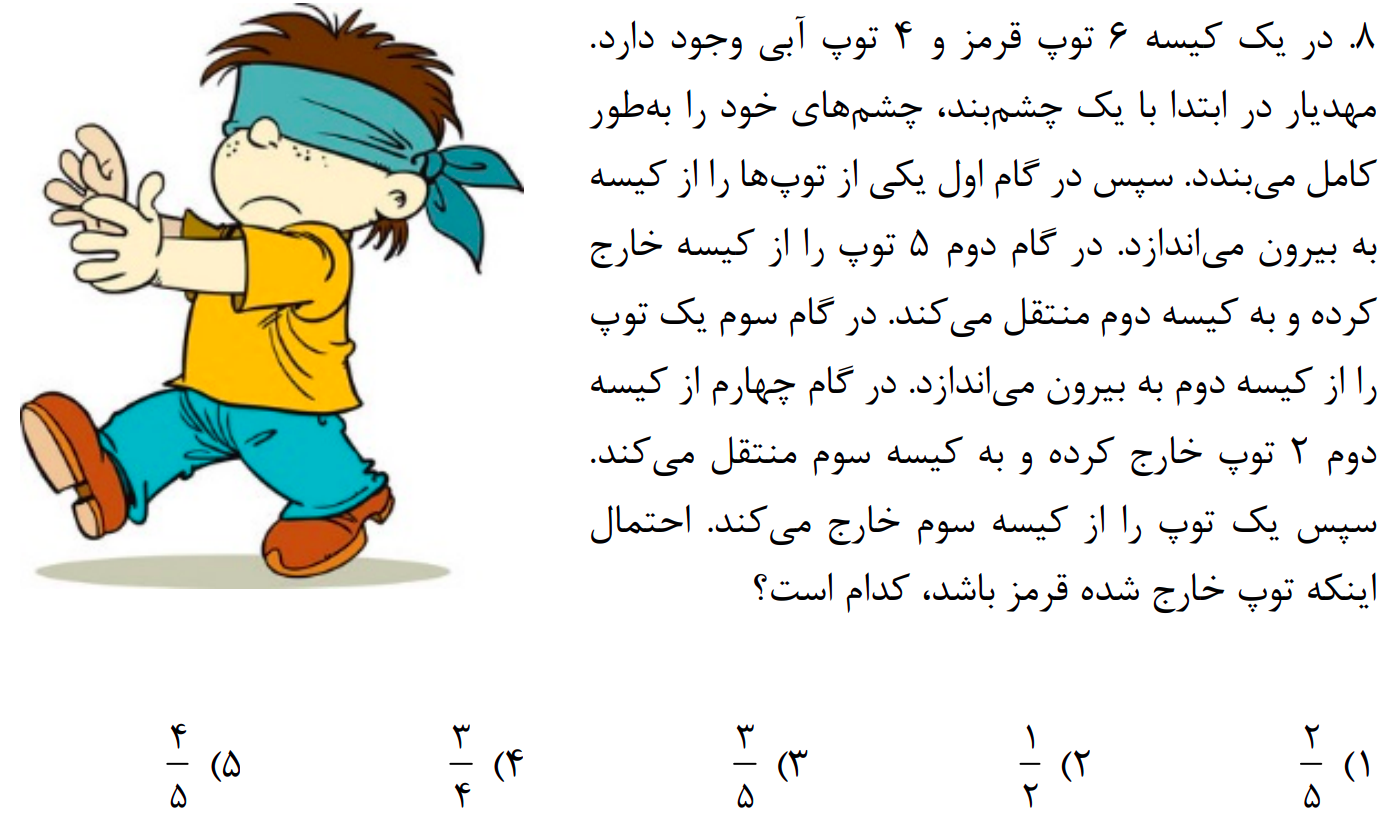 ۸. در یک کیسه ۶ توپ قرمز و ۴ توپ آبی وجود دارد.
مهدیار در ابتدا با یک چشم‌بند، چشم‌های خود را به‌طور
کامل می‌بندد. سپس در گام اول یکی از توپ‌ها را از کیسه
به بیرون می‌اندازد. در گام دوم ۵ توپ را از کیسه خارج
کرده و به کیسه دوم منتقل می‌کند. در گام سوم یک توپ
را از کیسه دوم به بیرون می‌اندازد. در گام چهارم از کیسه
دوم ۲ توپ خارج کرده و به کیسه سوم منتقل می‌کند.
سپس یک توپ را از کیسه سوم خارج می‌کند. احتمال
اینکه توپ خارج شده قرمز باشد، کدام است؟
۱) ۲/۵ ۲) ۱/۲ ۳) ۳/۵ ۴) ۳/۴ ۵) ۴/۵